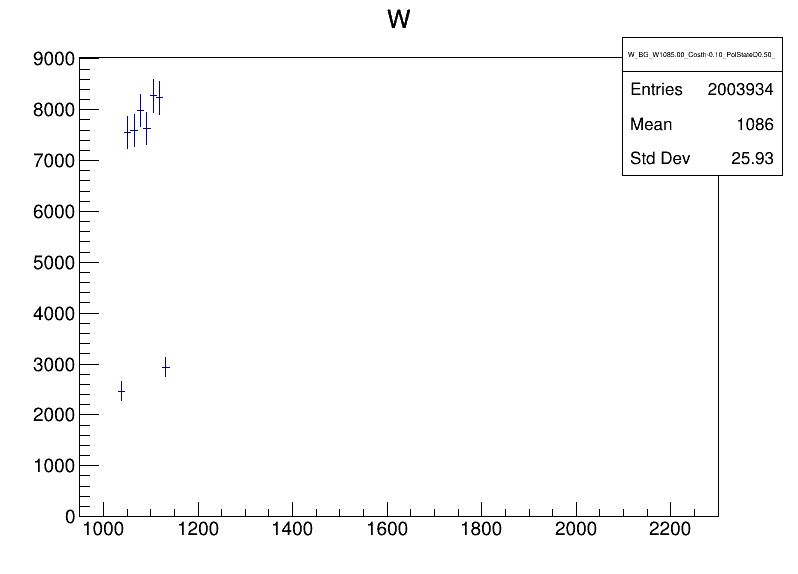 W
W_BG_W1085.00_Costh-0.10_PolStateD0.50_
Entries 2003934
Mean 1086
Std Dev 25.93
9000
8000
7000
6000
5000
4000
3000
2000
1000
0
1000 1200 1400 1600 1800 2000 2200